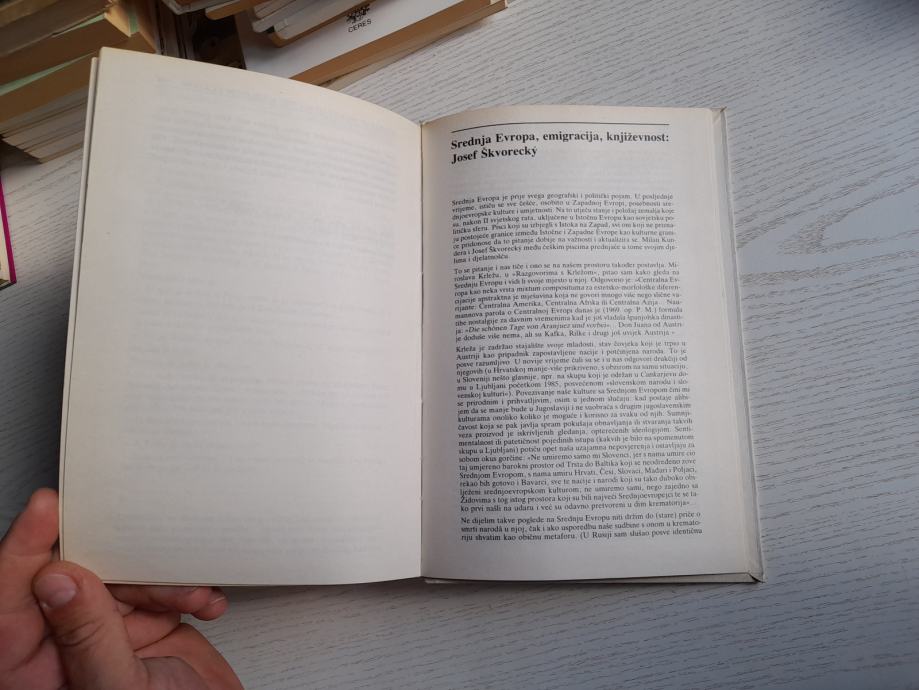 CERES
Srednja Evropa, emigracija, književnost:
Josef Škvorecký
Srednja Evropa je prije svega geografski i politički pojam. U posljednje
vrijeme, ističu se sve češće, osobito u Zapadnoj Evropi, posebnosti sre-
dnjoevropske kulture i umjetnosti. Na to utječu stanje i položaj zemalja koje
su, nakon II svjetskog rata, uključene u Istočnu Evropu kao sovjetsku po-
litičku sferu. Pisci koji su izbjegli s Istoka na Zapad, svi oni koji ne prizna-
ju postojeće granice između Istočne i Zapadne Evrope kao kulturne grani-
ce pridonose da to pitanje dobije na važnosti i aktualizira se. Milan Kun-
dera i Josef Škvorecký među češkim piscima prednjače u tome svojim dje-
lima i djelatnošću.
To se pitanje i nas tiče i ono se na našem prostoru također postavlja. Mi-
roslava Krležu, u »Razgovorima s Krležom«, pitao sam kako gleda na
Srednju Evropu i vidi li svoje mjesto u njoj. Odgovorio je: »Centralna Ev-
ropa kao neka vrsta mixtum compositum za estetsko-morfološke diferen-
cijacije apstraktna je mješavina koja ne govori mnogo više nego slične va-
rijante: Centralna Amerika, Centralna Afrika ili Centralna Azija... Nau-
mannova parola o Centralnoj Evropi danas je (1969. op. P. M.) formula
tihe nostalgije za davnim vremenima kad je još vladala španjolska dinasti-
ja: »Die schönen Tage von Aranjuez sind vorbei«... Don Juana od Austri-
je doduše više nema, ali su Kafka, Rilke i drugi još uvijek Austrija.«
Krleža je zadržao stajalište svoje mladosti, stav čovjeka koji je trpio u
Austriji kao pripadnik zapostavljene nacije i potčinjena naroda. To je
posve razumljivo. U novije vrijeme čuli su se i u nas odgovori drukčiji od
njegovih (u Hrvatskoj manje-više prikriveno, s obzirom na samu situaciju,
u Sloveniji nešto glasnije, npr. na skupu koji je održan u Cankarjevu do-
mu u Ljubljani početkom 1985, posvećenom »slovenskom narodu i slo-
venskoj kulturi«). Povezivanje naše kulture sa Srednjom Evropom čini mi
se prirodnim i prihvatljivim, osim u jednom slučaju: kad postaje alibi-
jem da se manje bude u Jugoslaviji i ne suobraća s drugim jugoslavenskim
kulturama onoliko koliko je moguće i korisno za svaku od njih. Sumnji-
čavost koja se pak javlja spram pokušaja obnavljanja ili stvaranja takvih
veza proizvod je iskrivljenih gledanja, opterećenih ideologijom. Senti-
mentalnost ili patetičnost pojedinih istupa (kakvih je bilo na spomenutom
skupu u Ljubljani) potiču opet naša uzajamna nepovjerenja i ostavljaju za
sobom okus gorčine: »Ne umiremo samo mi Slovenci, jer s nama umire cio
taj umjereno barokni prostor od Trsta do Baltika koji se neodređeno zove
Srednjom Evropom, s nama umiru Hrvati, Česi, Slovaci, Mađari i Poljaci,
rekao bih gotovo i Bavarci, sve te nacije i narodi koji su tako duboko obi-
lježeni srednjoevropskom kulturom; ne umiremo sami, nego zajedno sa
Židovima s tog istog prostora koji su bili najveći Srednjoevropejci te se ta-
ko prvi našli na udaru i već su odavno pretvoreni u dim krematorija«.
Ne dijelim takve poglede na Srednju Evropu niti držim do (stare) priče o
smrti naroda u njoj, čak i ako usporedbu naše sudbine s onom u kremato-
riju shvatim kao običnu metaforu. (U Rusiji sam slušao posve identičnu